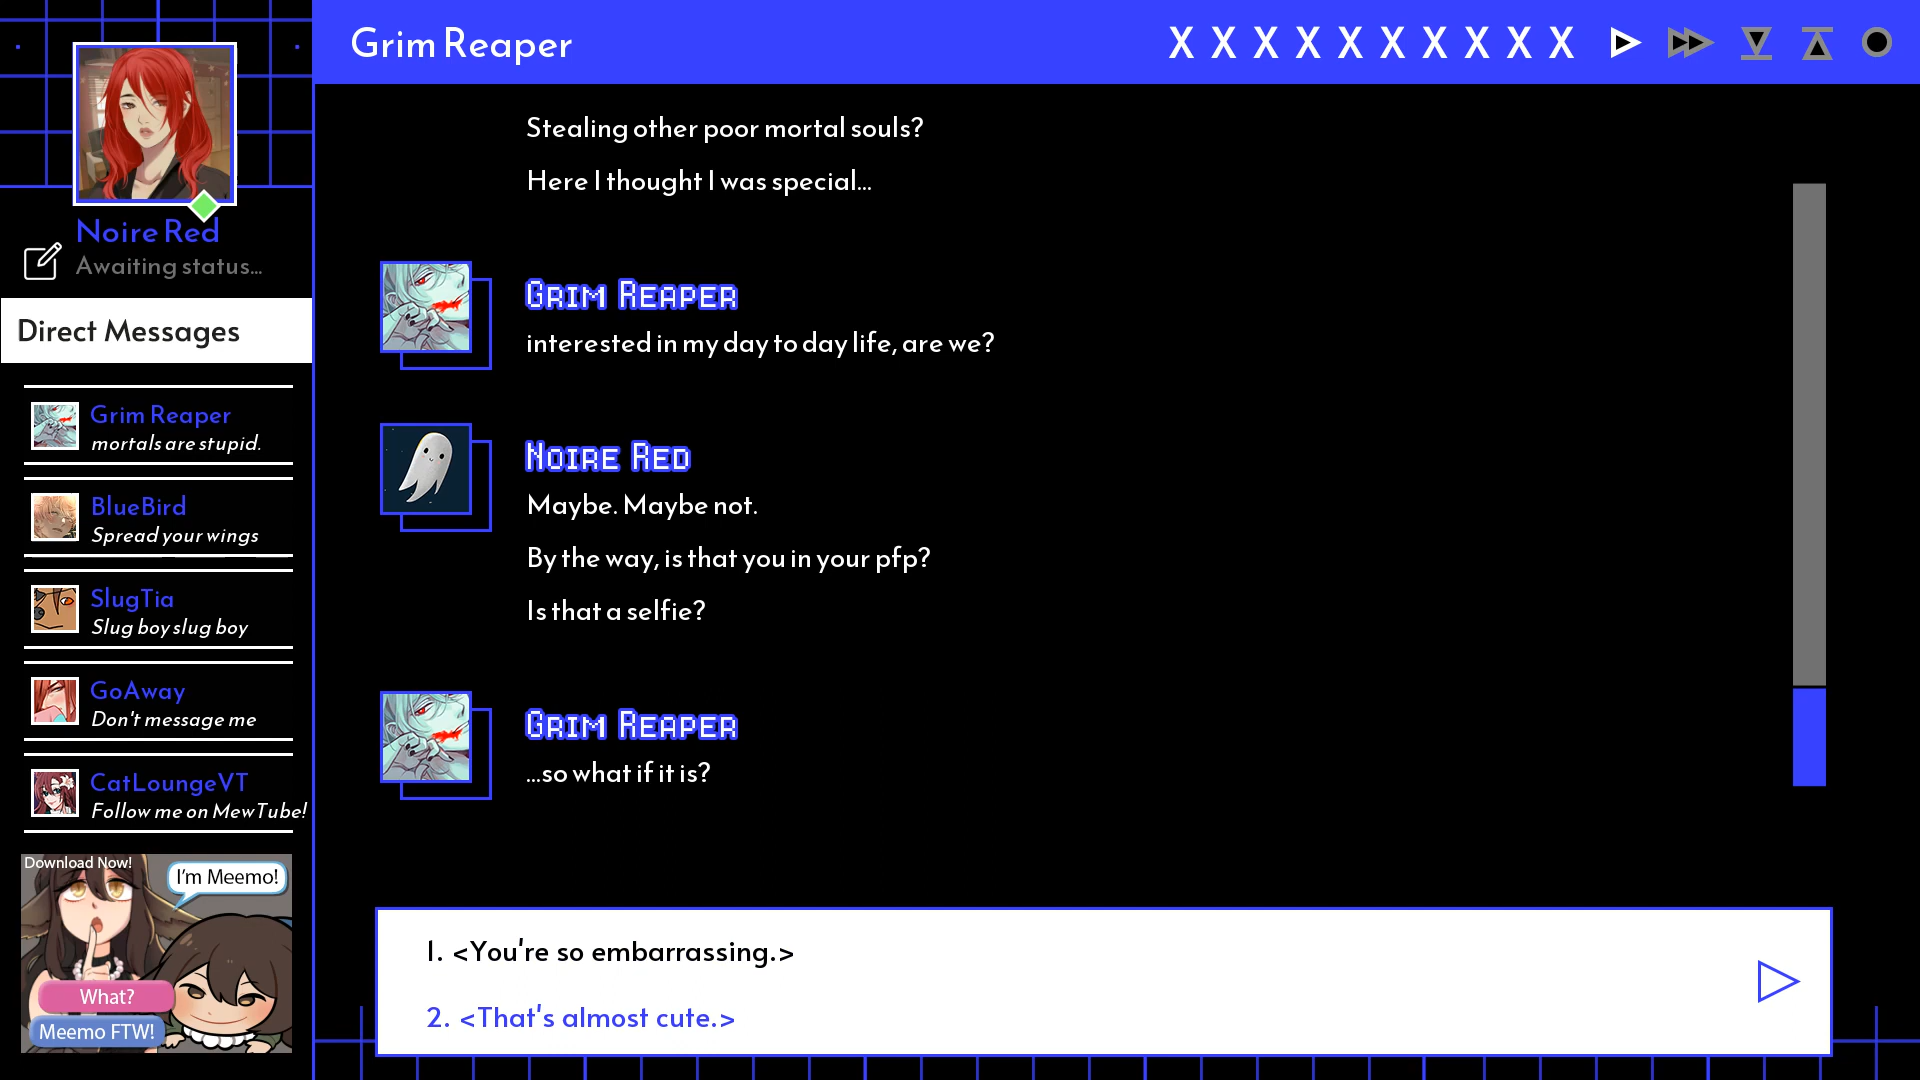 Grim Reaper
X X X X X X X X X X
Noire Red
Awaiting status...
Direct Messages
Grim Reaper
mortals are stupid.
BlueBird
Spread your wings
SlugTia
Slug boy slug boy
GoAway
Don't message me
CatLoungeVT
Follow me on MewTube!
Download Now!
I'm Meemo!
What?
Meemo FTW!
Stealing other poor mortal souls?
Here I thought I was special...
Grim Reaper
interested in my day to day life, are we?
Noire Red
Maybe. Maybe not.
By the way, is that you in your pfp?
Is that a selfie?
Grim Reaper
...so what if it is?
1. <You're so embarrassing.>
2. <That's almost cute.>